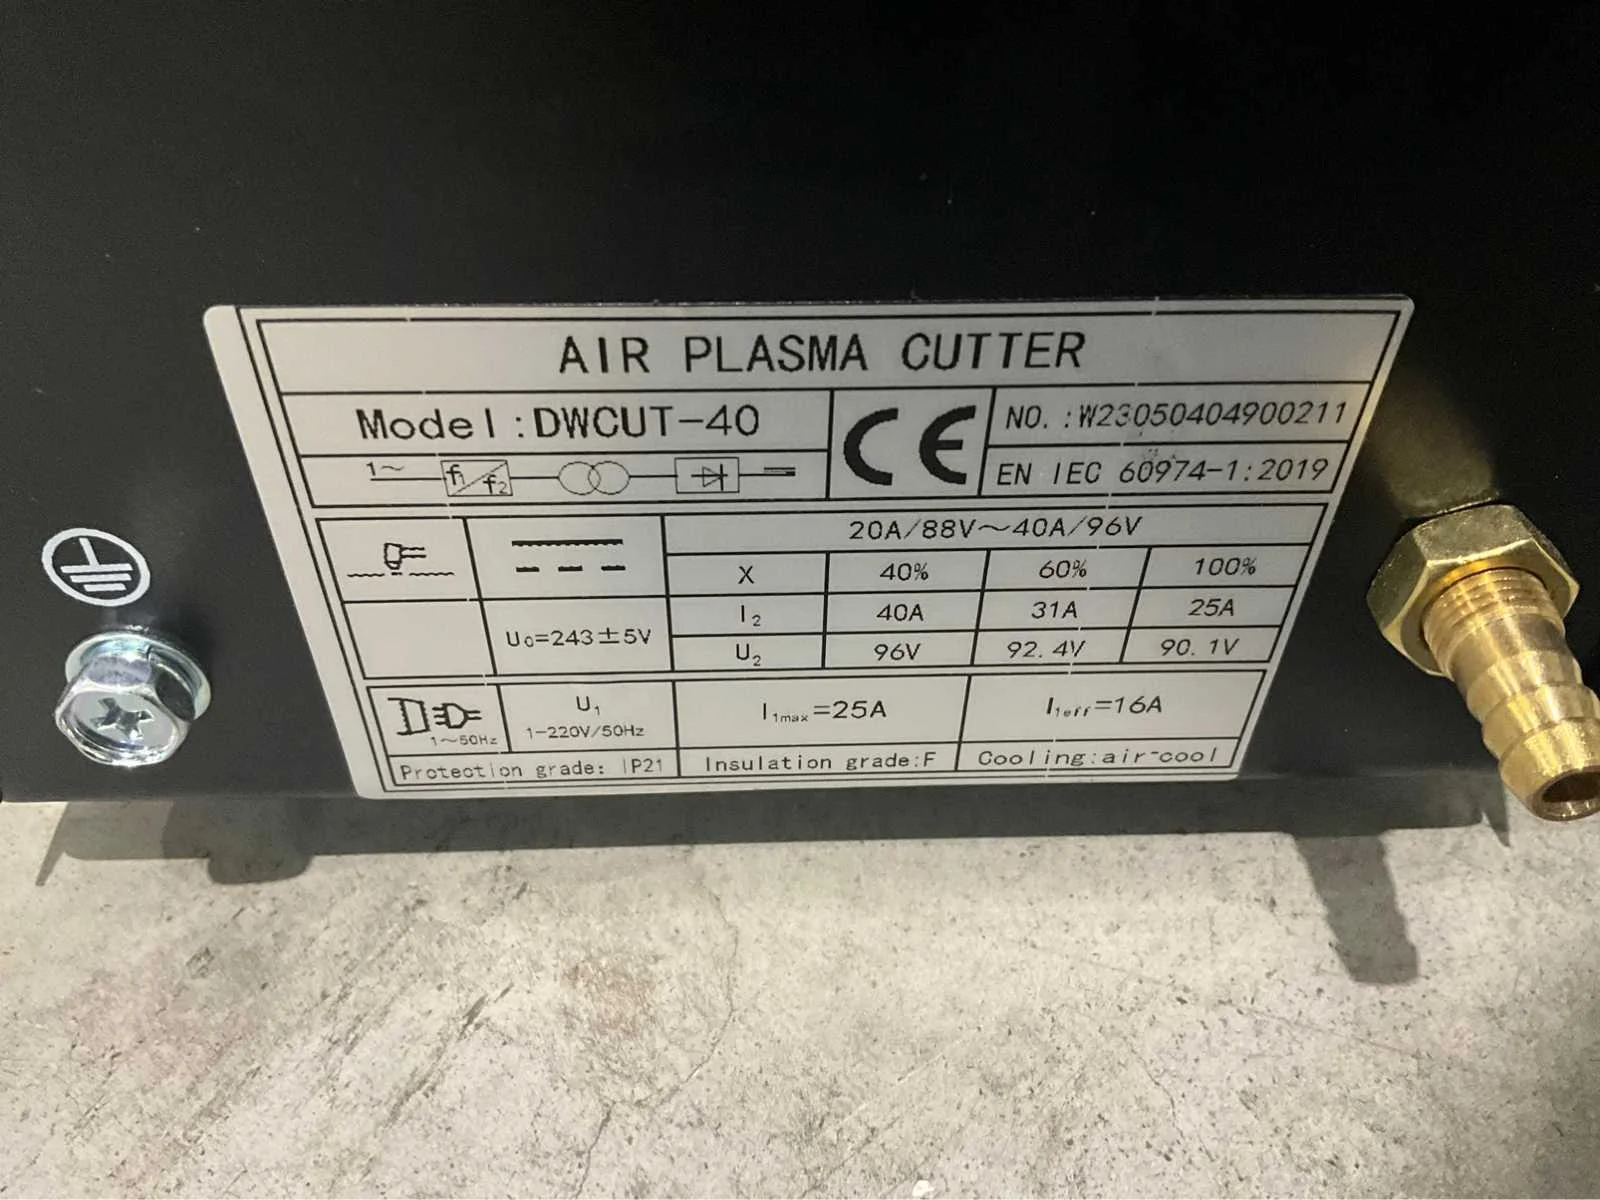 AIR PLASMA CUTTER
Model:DWCUT-40
CE
NO.:W23050404900211
1~ f1 f2
EN IEC 60974-1:2019
20A/88V~40A/96V
X 40% 60% 100%
I2 40A 31A 25A
U0=243±5V
U2 96V 92.4V 90.1V
1~50Hz
U1
1-220V/50Hz
I1max=25A
I1eff=16A
Protection grade: IP21
Insulation grade:F
Cooling:air-cool